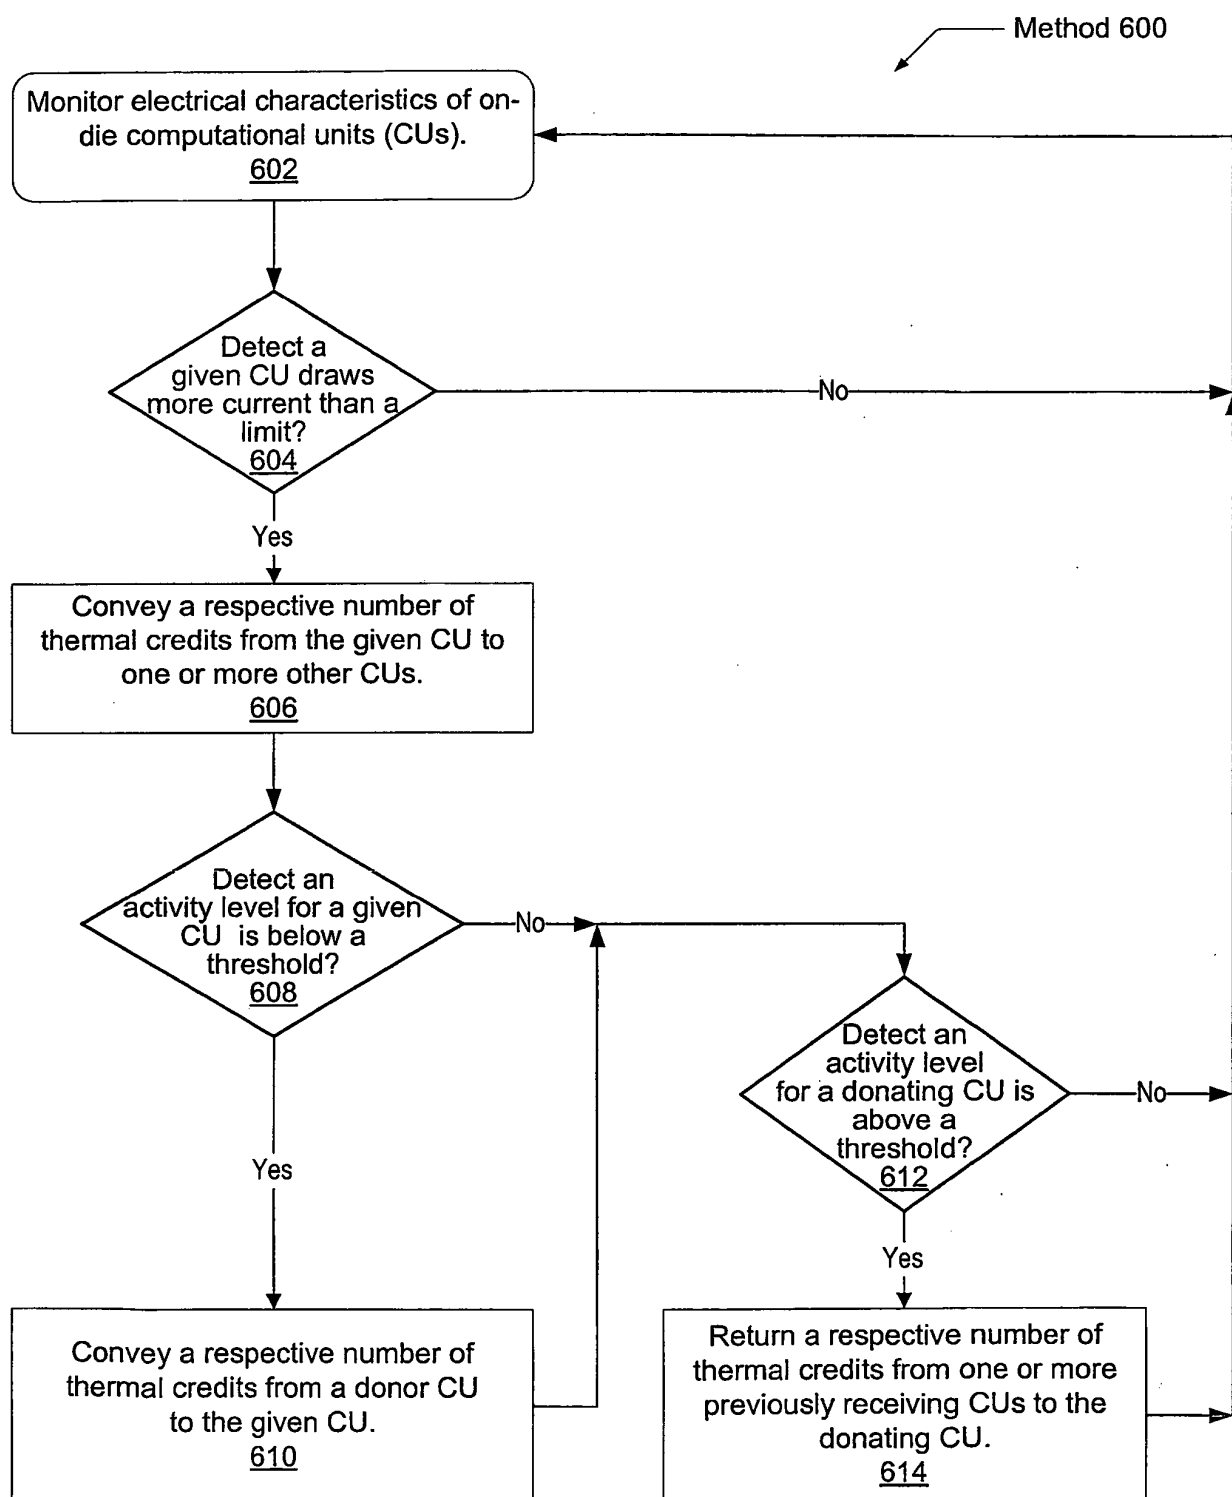 Method 600
Monitor electrical characteristics of on-
die computational units (CUs).
602
Detect a
given CU draws
more current than a
limit?
604
No
Yes
Convey a respective number of
thermal credits from the given CU to
one or more other CUs.
606
Detect an
activity level for a given
CU is below a
threshold?
608
No
Detect an
activity level
for a donating CU is
above a
threshold?
612
No
Yes
Yes
Convey a respective number of
thermal credits from a donor CU
to the given CU.
610
Return a respective number of
thermal credits from one or more
previously receiving CUs to the
donating CU.
614